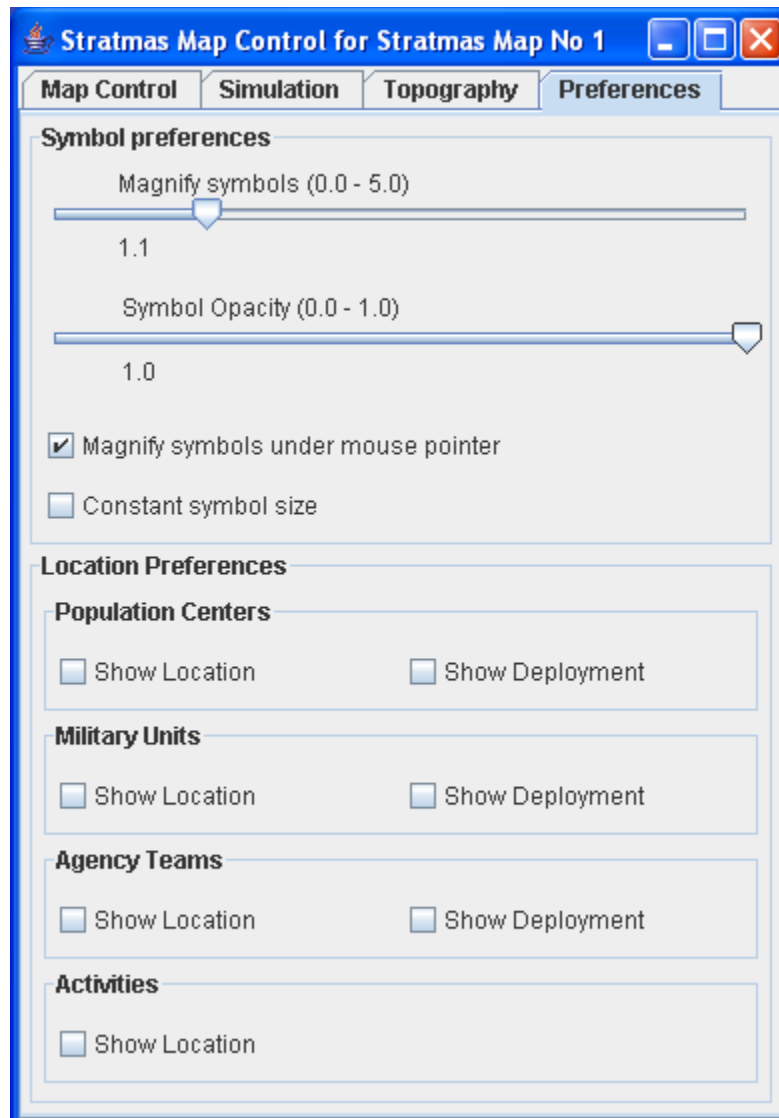 Stratmas Map Control for Stratmas Map No 1
Map Control Simulation Topography Preferences
Symbol preferences
Magnify symbols (0.0 - 5.0)
1.1
Symbol Opacity (0.0 - 1.0)
1.0
Magnify symbols under mouse pointer
Constant symbol size
Location Preferences
Population Centers
Show Location Show Deployment
Military Units
Show Location Show Deployment
Agency Teams
Show Location Show Deployment
Activities
Show Location